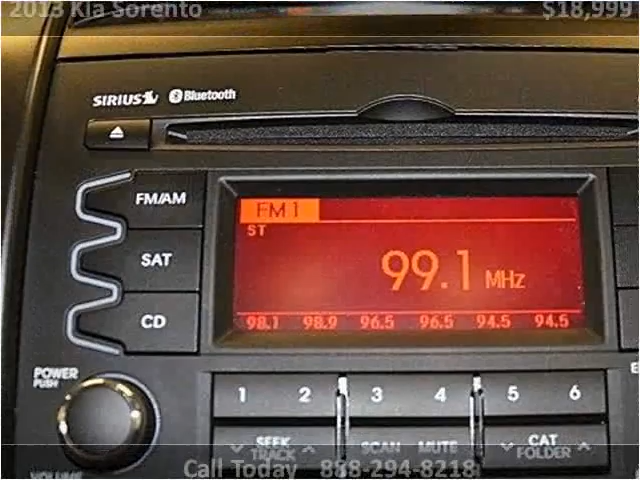 2013 Kia Sorento $18,999
SIRIUS Bluetooth
FM/AM
FM 1
ST
SAT
99.1 MHz
CD
98.1 98.9 96.5 96.5 94.5 94.5
POWER
PUSH
1 2 3 4 5 6
SEEK SCAN MUTE CAT
TRACK FOLDER
VOLUME
Call Today 888-294-8218